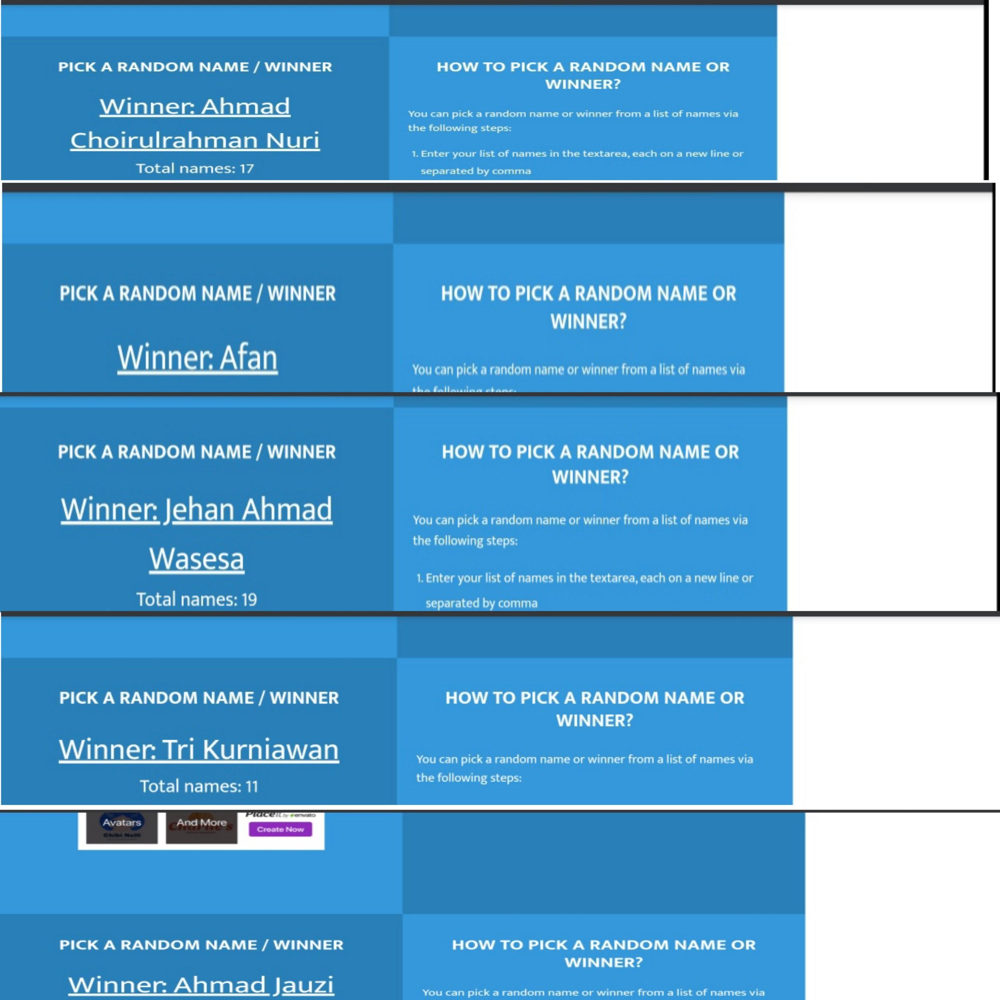 PICK A RANDOM NAME / WINNER
Winner: Ahmad
Choirulrahman Nuri
Total names: 17
HOW TO PICK A RANDOM NAME OR
WINNER?
You can pick a random name or winner from a list of names via
the following steps:
1. Enter your list of names in the textarea, each on a new line or
separated by comma
PICK A RANDOM NAME / WINNER
Winner: Afan
HOW TO PICK A RANDOM NAME OR
WINNER?
You can pick a random name or winner from a list of names via
the following steps:
PICK A RANDOM NAME / WINNER
Winner: Jehan Ahmad
Wasesa
Total names: 19
HOW TO PICK A RANDOM NAME OR
WINNER?
You can pick a random name or winner from a list of names via
the following steps:
1. Enter your list of names in the textarea, each on a new line or
separated by comma
PICK A RANDOM NAME / WINNER
Winner: Tri Kurniawan
Total names: 11
HOW TO PICK A RANDOM NAME OR
WINNER?
You can pick a random name or winner from a list of names via
the following steps:
Avatars
Chibi Nelli
And More
Charlie's
Placeit by envato
Create Now
PICK A RANDOM NAME / WINNER
Winner: Ahmad Jauzi
HOW TO PICK A RANDOM NAME OR
WINNER?
You can pick a random name or winner from a list of names via